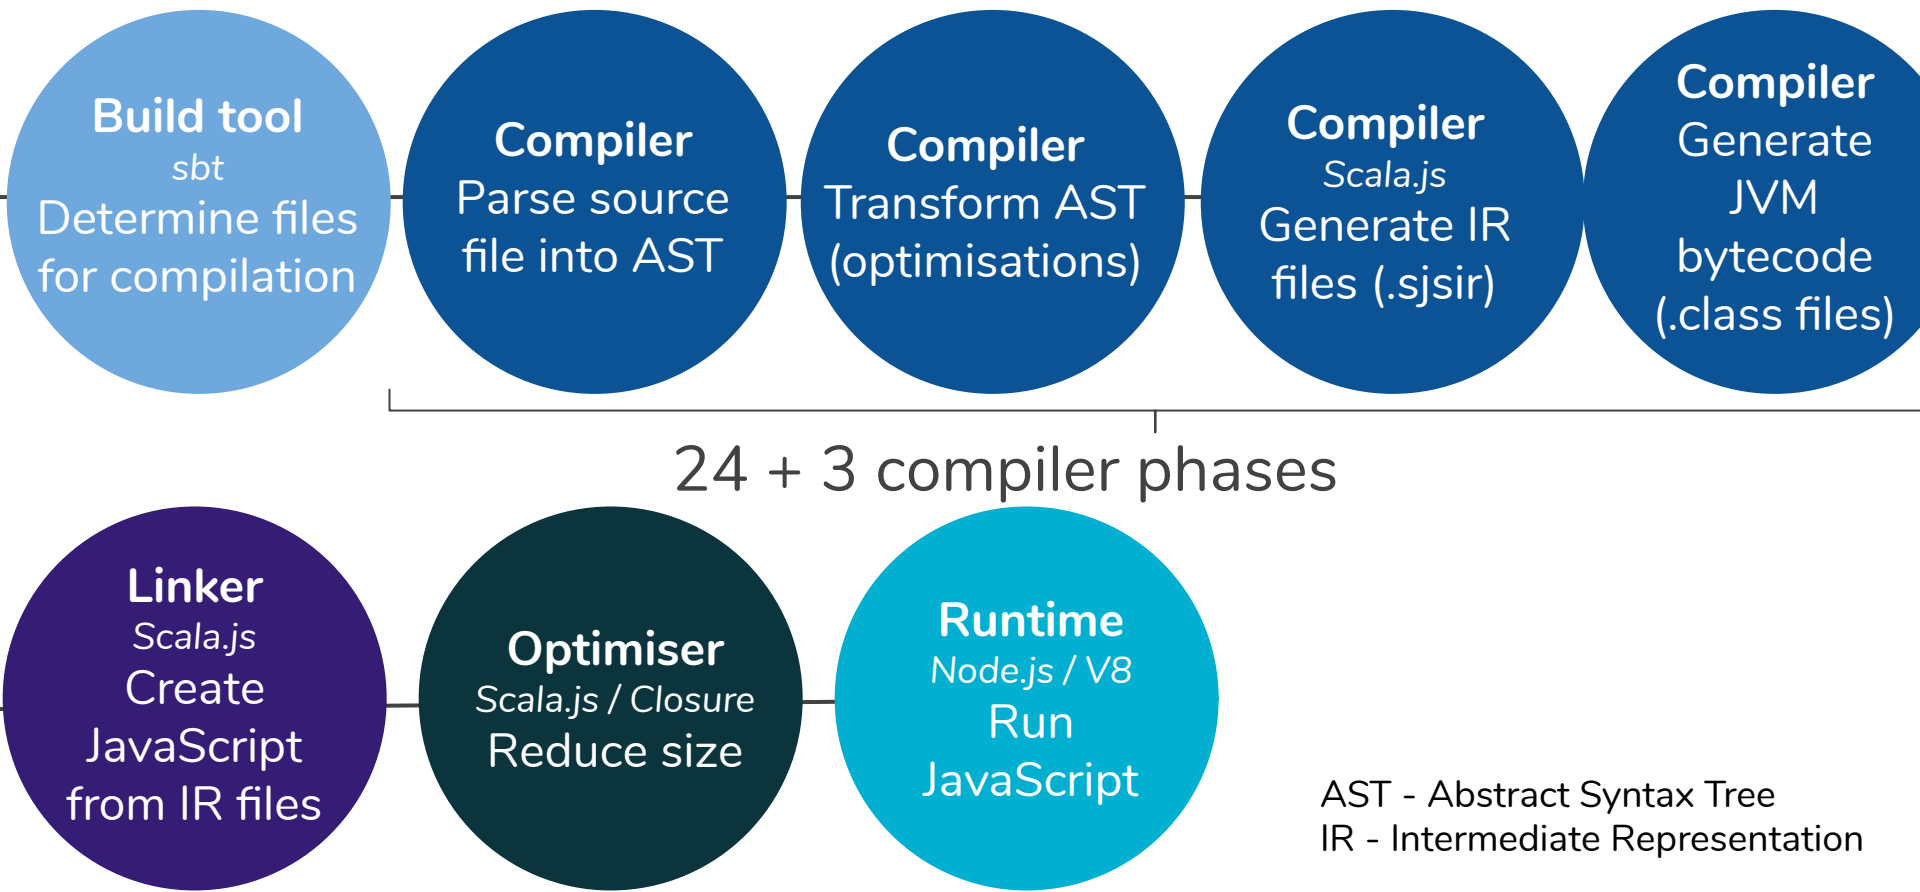 Build tool
sbt
Determine files
for compilation
Compiler
Parse source
file into AST
Compiler
Transform AST
(optimisations)
Compiler
Scala.js
Generate IR
files (.sjsir)
Compiler
Generate
JVM
bytecode
(.class files)
24 + 3 compiler phases
Linker
Scala.js
Create
JavaScript
from IR files
Optimiser
Scala.js / Closure
Reduce size
Runtime
Node.js / V8
Run
JavaScript
AST - Abstract Syntax Tree
IR - Intermediate Representation